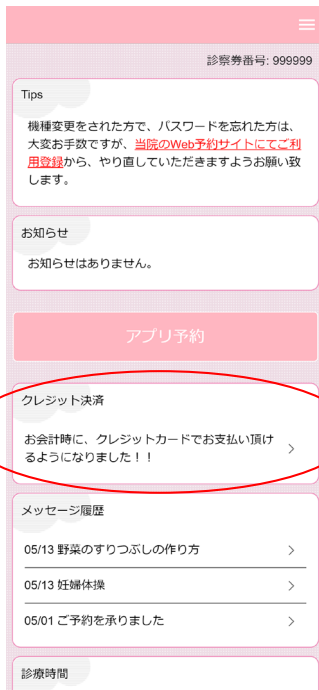 診察券番号: 999999
Tips
機種変更をされた方で、パスワードを忘れた方は、
大変お手数ですが、当院のWeb予約サイトにてご利
用登録から、やり直していただきますようお願い致
します。
お知らせ
お知らせはありません。
アプリ予約
クレジット決済
お会計時に、クレジットカードでお支払い頂け
るようになりました！！
メッセージ履歴
05/13 野菜のすりつぶしの作り方
05/13 妊婦体操
05/01 ご予約を承りました
診療時間